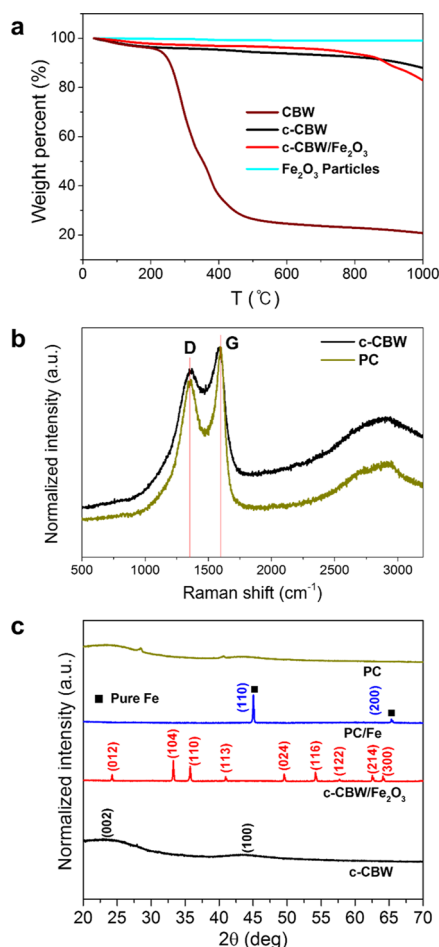 a
100
80
60
40
20
Weight percent (%)
CBW
c-CBW
c-CBW/Fe₂O₃
Fe₂O₃ Particles
0 200 400 600 800 1000
T (℃)
b
D G
c-CBW
PC
Normalized intensity (a.u.)
500 1000 1500 2000 2500 3000
Raman shift (cm⁻¹)
c
PC
■ Pure Fe
(110)
(200)
PC/Fe
(012)
(104)
(110)
(113)
(024)
(116)
(122)
(214)
(300)
c-CBW/Fe₂O₃
(002)
(100)
c-CBW
Normalized intensity (a.u.)
20 25 30 35 40 45 50 55 60 65 70
2θ (deg)